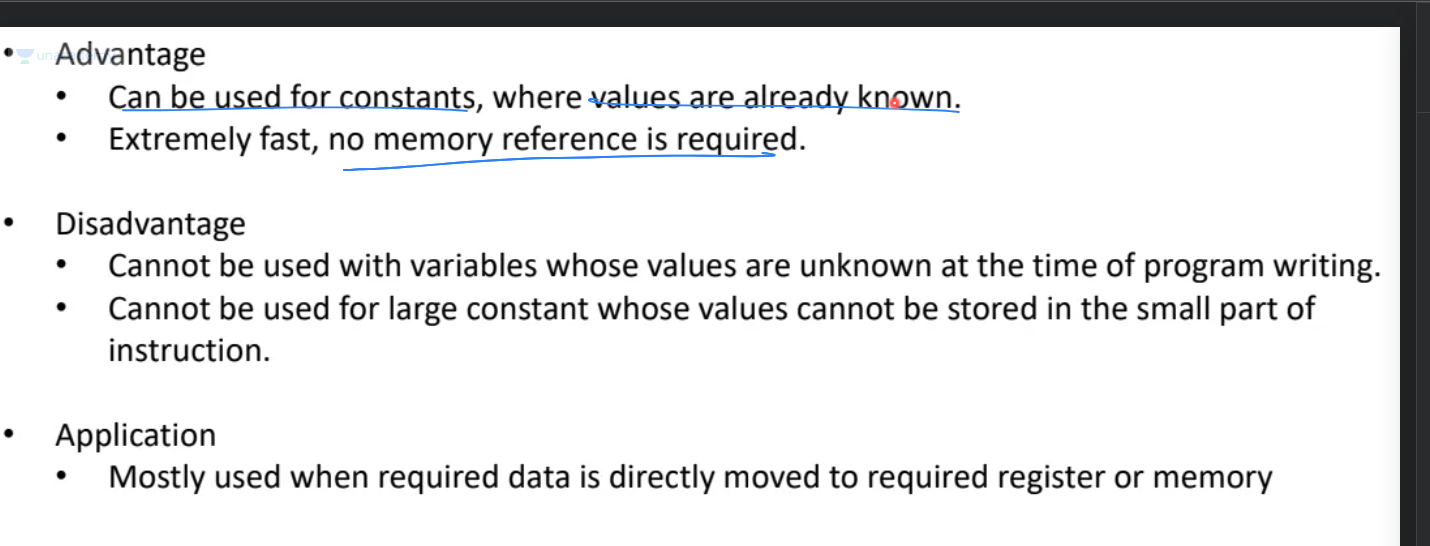 • Advantage
• Can be used for constants, where values are already known.
• Extremely fast, no memory reference is required.
• Disadvantage
• Cannot be used with variables whose values are unknown at the time of program writing.
• Cannot be used for large constant whose values cannot be stored in the small part of
instruction.
• Application
• Mostly used when required data is directly moved to required register or memory